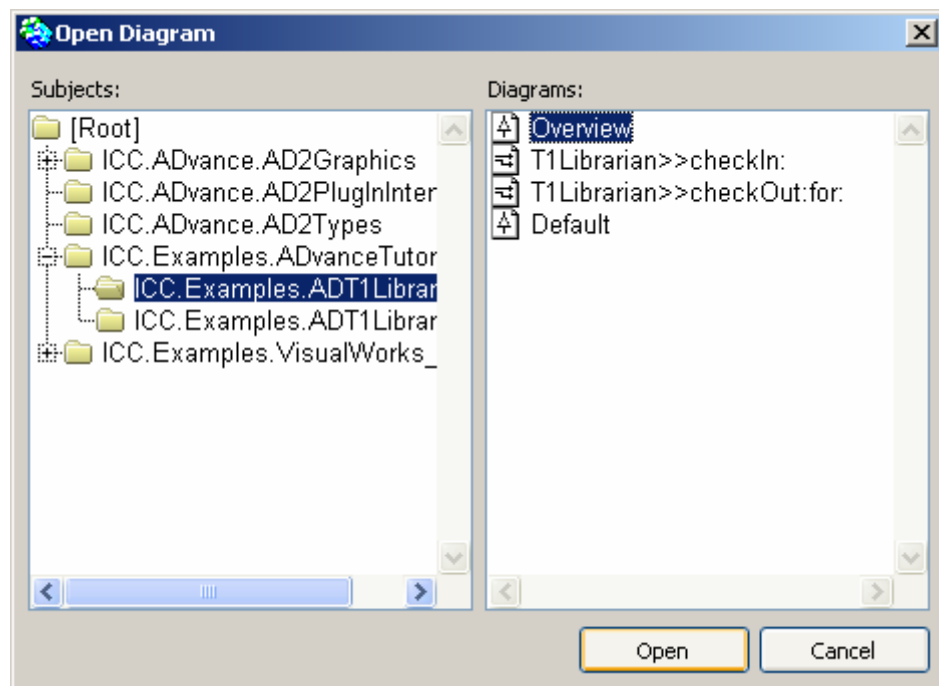 Open Diagram
Subjects:
[Root]
ICC.ADvance.AD2Graphics
ICC.ADvance.AD2PlugInInter
ICC.ADvance.AD2Types
ICC.Examples.ADvanceTutor
ICC.Examples.ADT1Librar
ICC.Examples.ADT1Librar
ICC.Examples.VisualWorks_
Diagrams:
Overview
T1Librarian>>checkIn:
T1Librarian>>checkOut:for:
Default
Open
Cancel